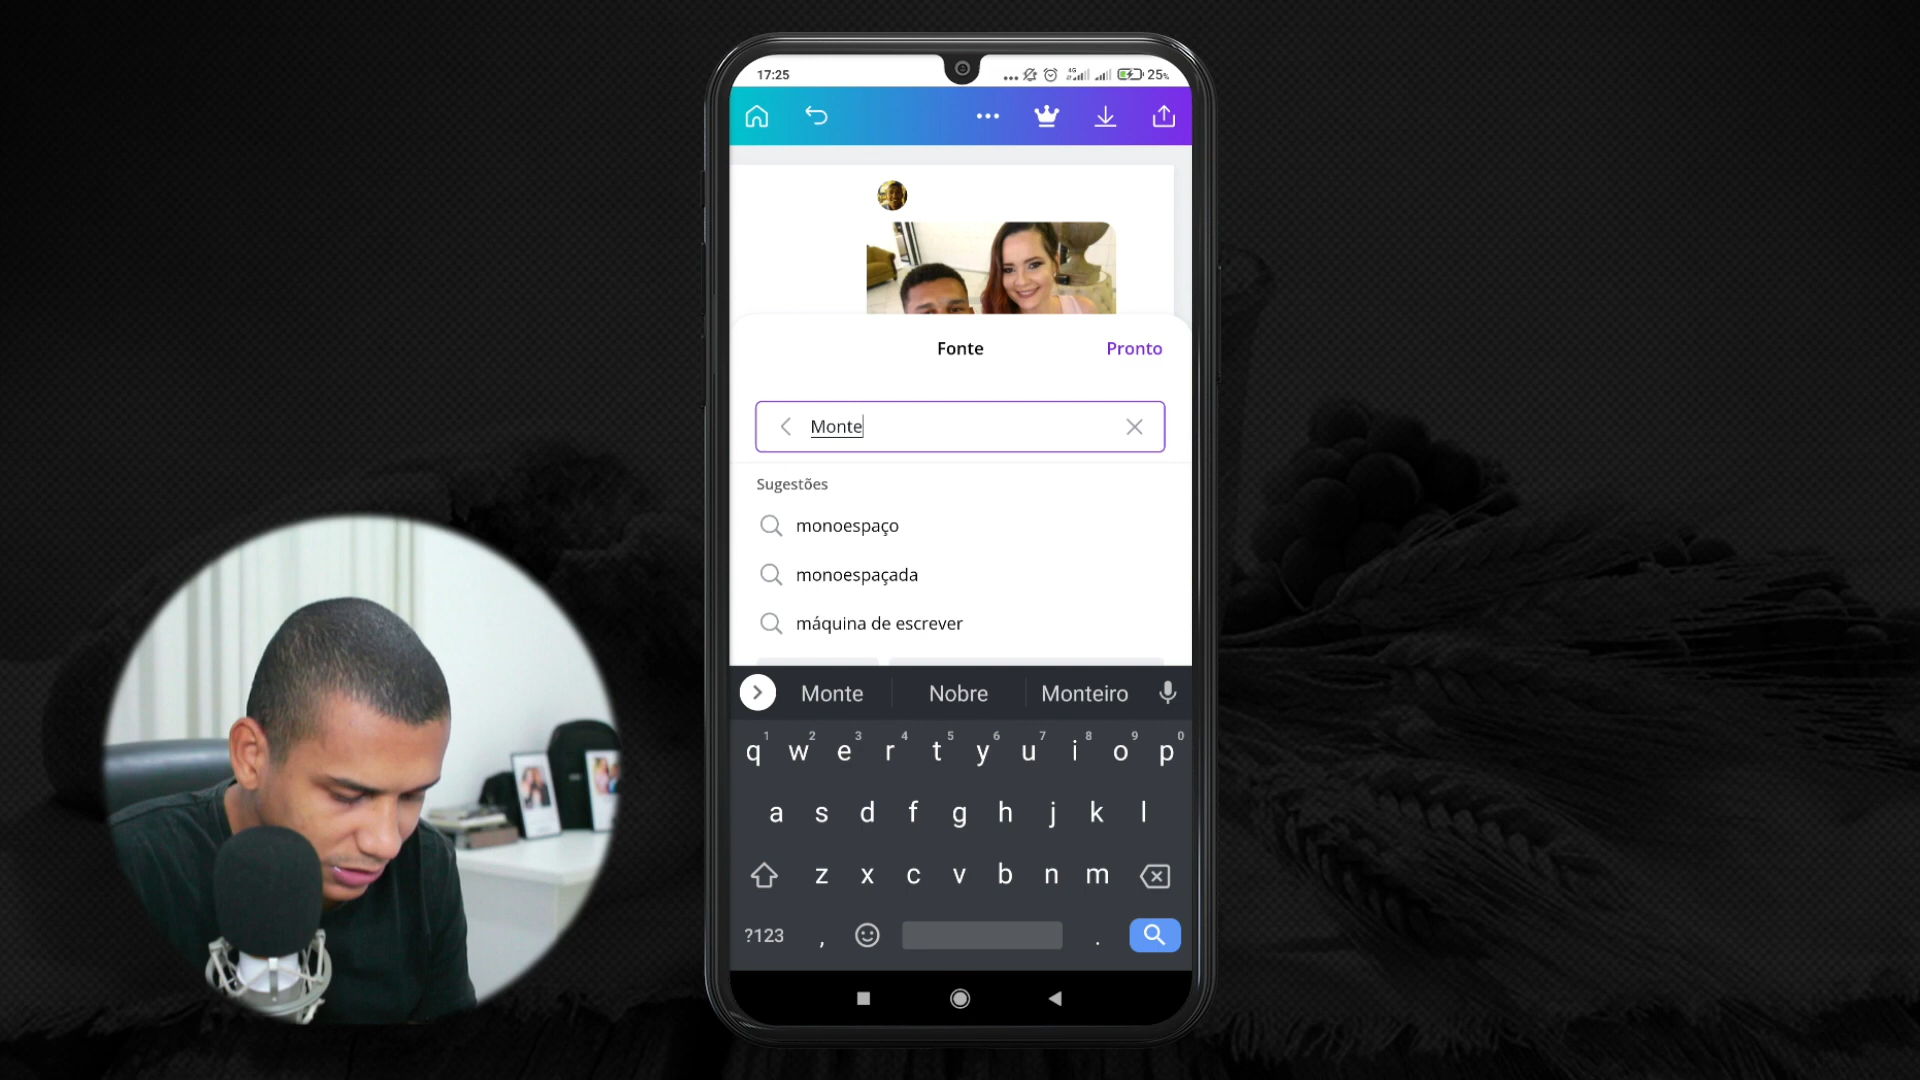 17:25
4G
25%
Fonte
Pronto
Monte
Sugestões
monoespaço
monoespaçada
máquina de escrever
Monte Nobre Monteiro
1 2 3 4 5 6 7 8 9 0
q w e r t y u i o p
a s d f g h j k l
z x c v b n m
?123 , .